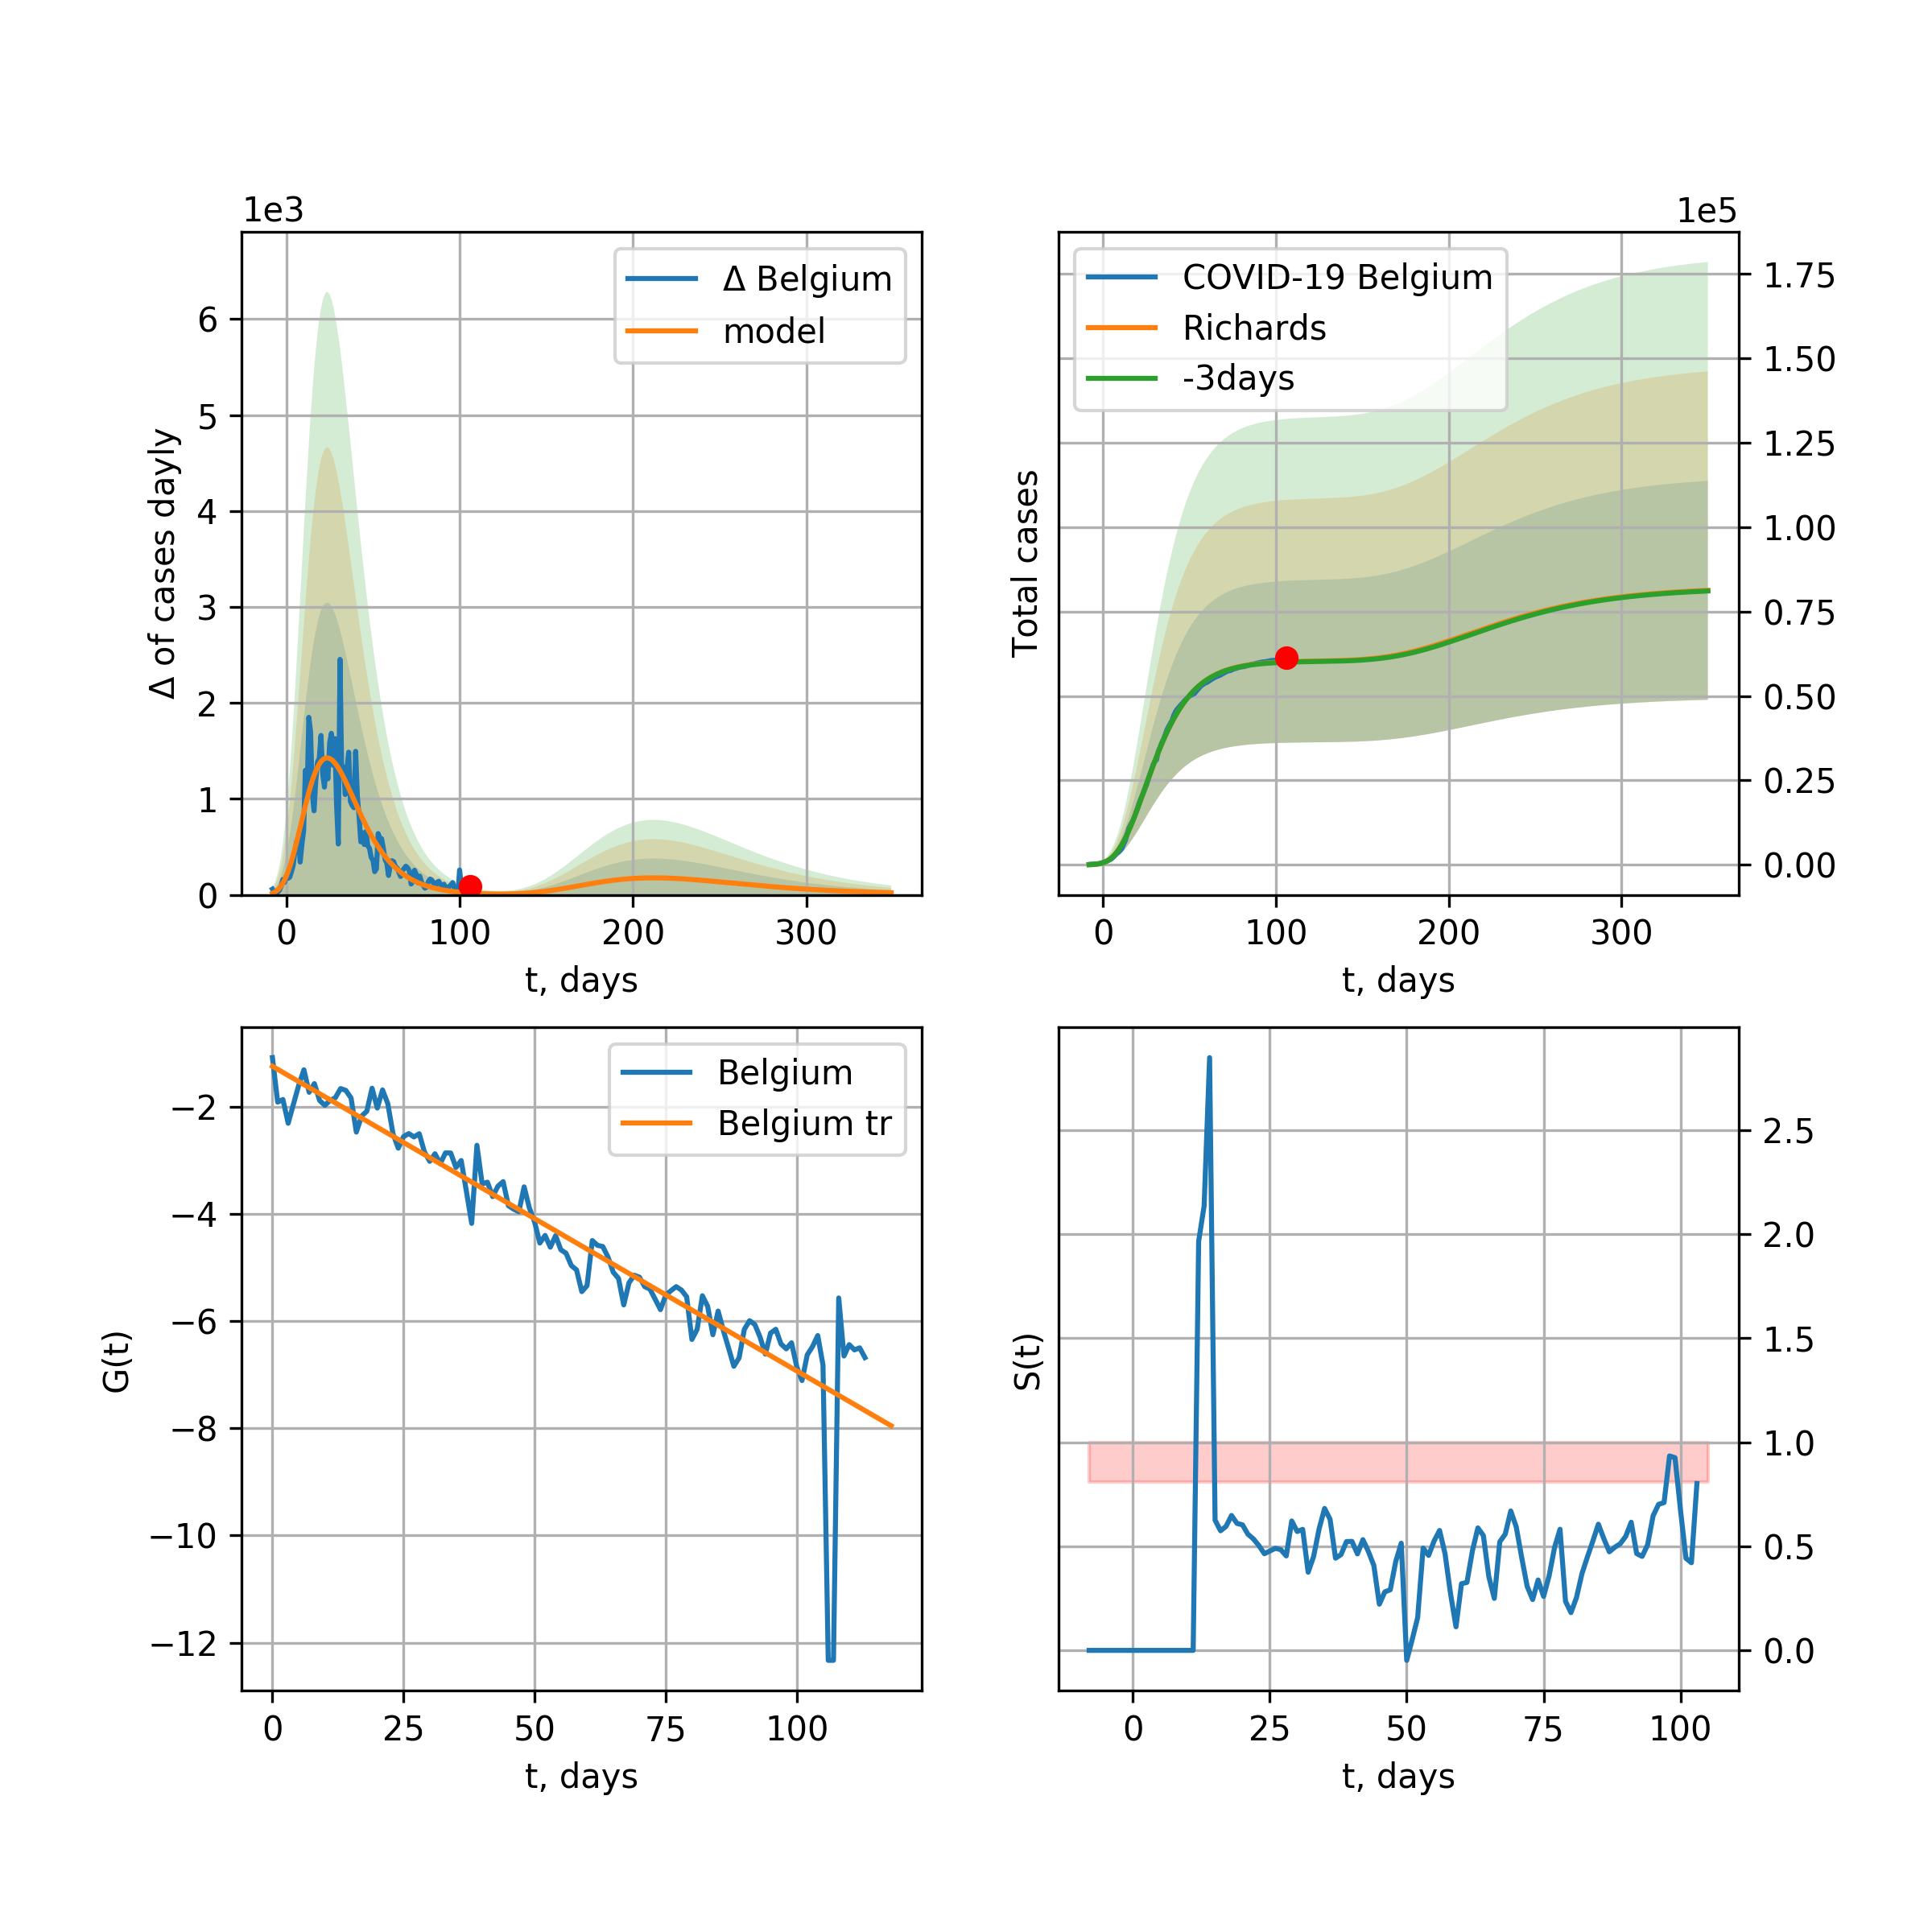 1e3
Δ Belgium
model
6
5
4
3
2
1
0
Δ of cases dayly
0 100 200 300
t, days
1e5
COVID-19 Belgium
Richards
-3days
1.75
1.50
1.25
1.00
0.75
0.50
0.25
0.00
Total cases
0 100 200 300
t, days
Belgium
Belgium tr
−2
−4
−6
−8
−10
−12
G(t)
0 25 50 75 100
t, days
2.5
2.0
1.5
1.0
0.5
0.0
S(t)
0 25 50 75 100
t, days